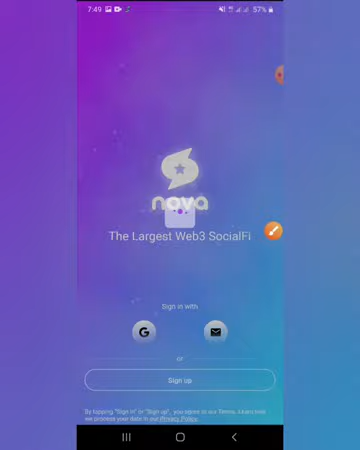 7:49
57%
nova
The Largest Web3 SocialFi
Sign in with
G
or
Sign up
By tapping "Sign in" or "Sign up", you agree to our Terms. Learn how
we process your data in our Privacy Policy.